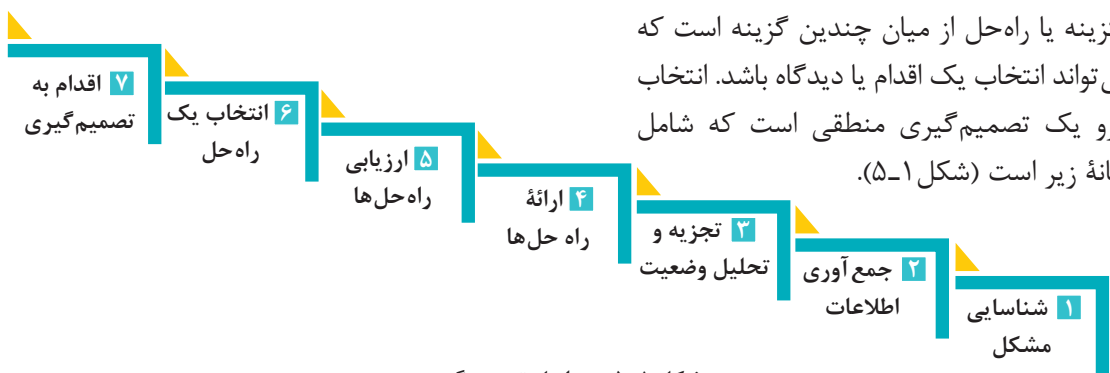 گزینه یا راه‌حل از میان چندین گزینه است که
می‌تواند انتخاب یک اقدام یا دیدگاه باشد. انتخاب
یک تصمیم‌گیری منطقی است که شامل
زیر است (شکل ۱ـ۵).
۱ شناسایی
مشکل
۲ جمع‌آوری
اطلاعات
۳ تجزیه و
تحلیل وضعیت
۴ ارائهٔ
راه حل‌ها
۵ ارزیابی
راه‌حل‌ها
۶ انتخاب یک
راه‌حل
۷ اقدام به
تصمیم‌گیری